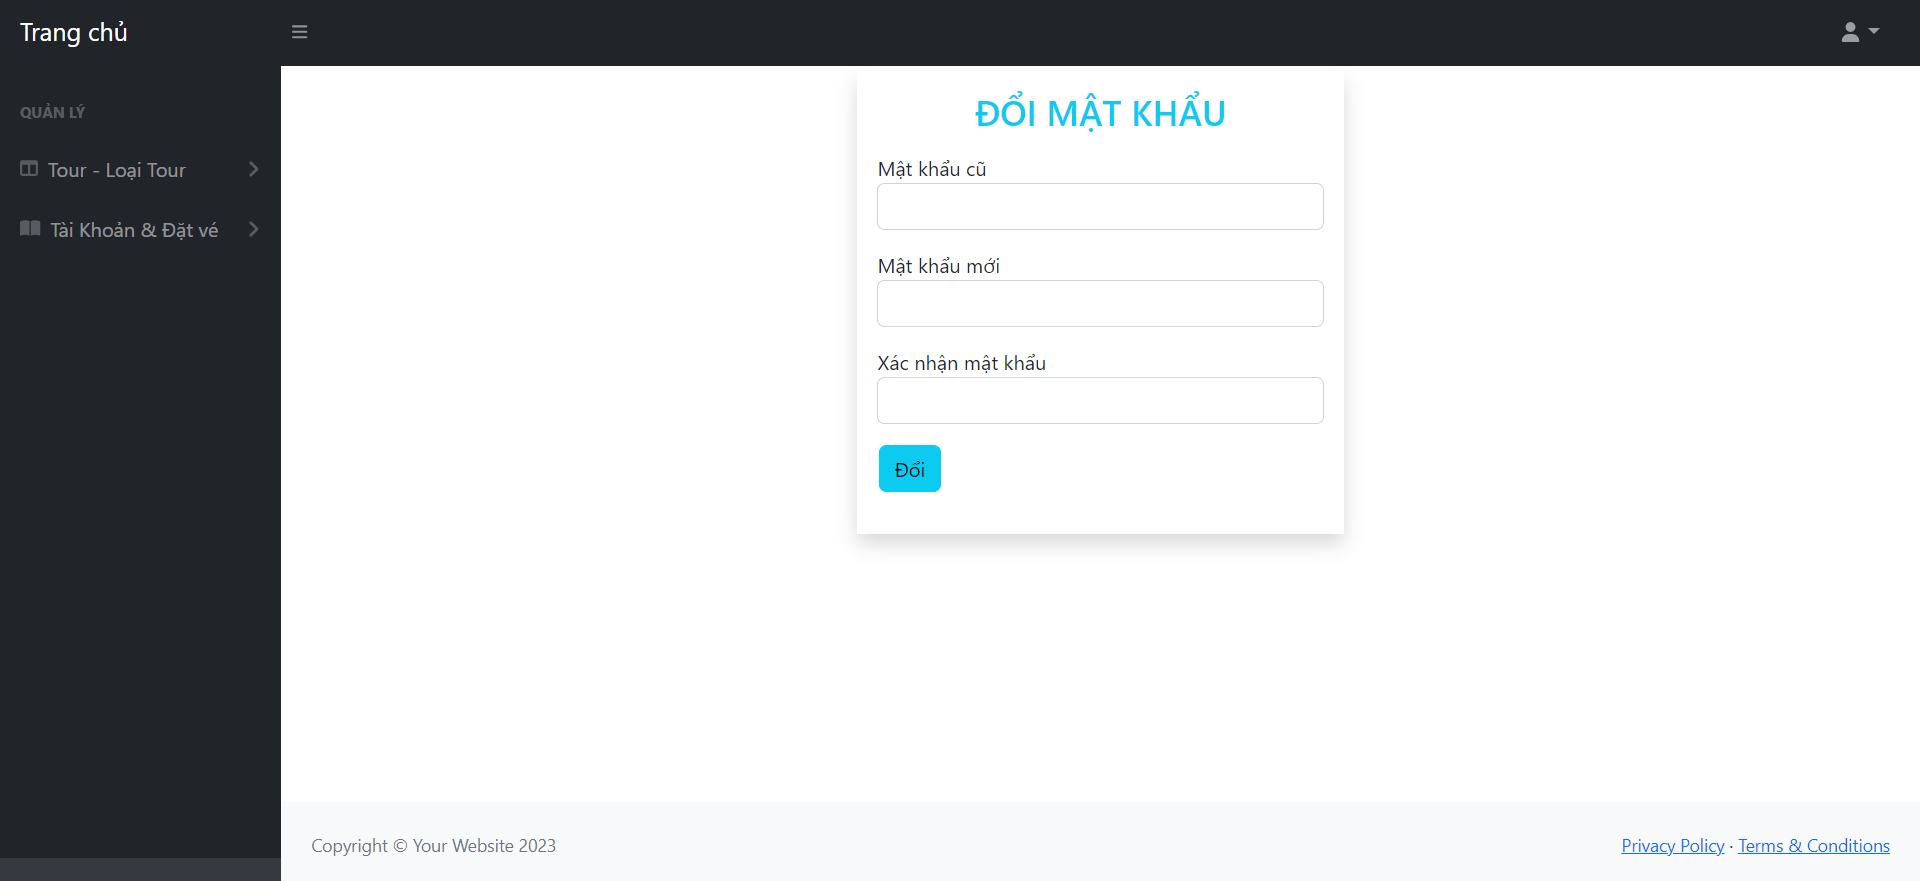 Trang chủ
QUẢN LÝ
Tour - Loại Tour
Tài Khoản & Đặt vé
ĐỔI MẬT KHẨU
Mật khẩu cũ
Mật khẩu mới
Xác nhận mật khẩu
Đổi
Copyright © Your Website 2023
Privacy Policy · Terms & Conditions